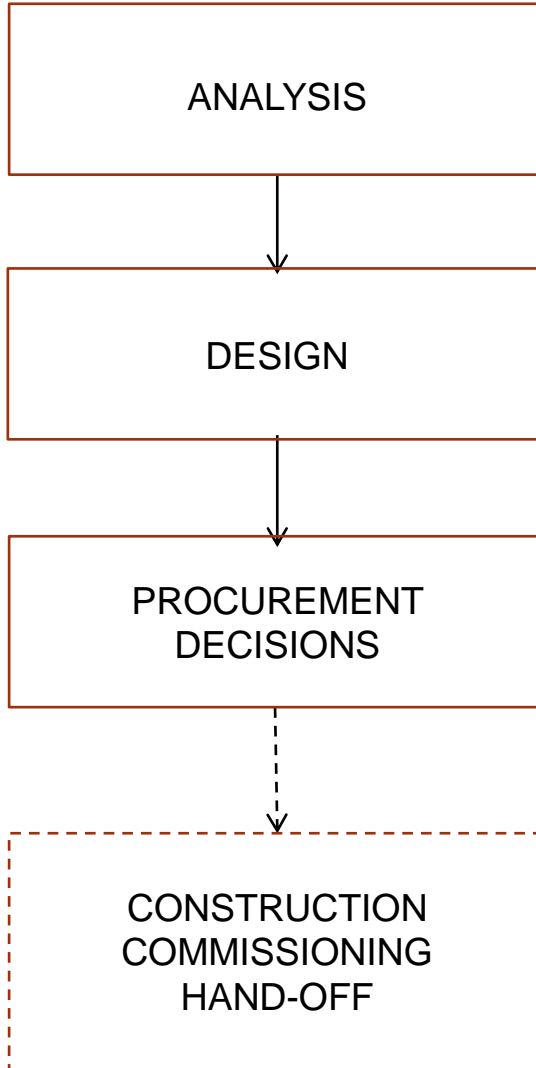 ANALYSIS
DESIGN
PROCUREMENT
DECISIONS
CONSTRUCTION
COMMISSIONING
HAND-OFF